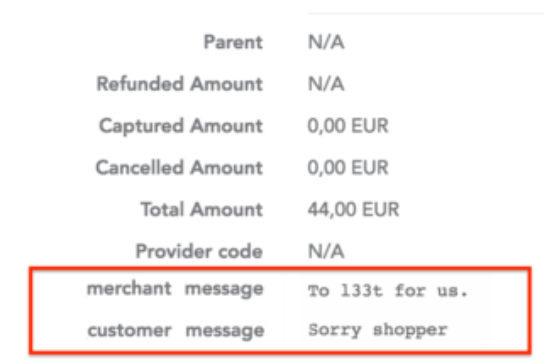 Parent N/A
Refunded Amount N/A
Captured Amount 0,00 EUR
Cancelled Amount 0,00 EUR
Total Amount 44,00 EUR
Provider code N/A
merchant message To l33t for us.
customer message Sorry shopper